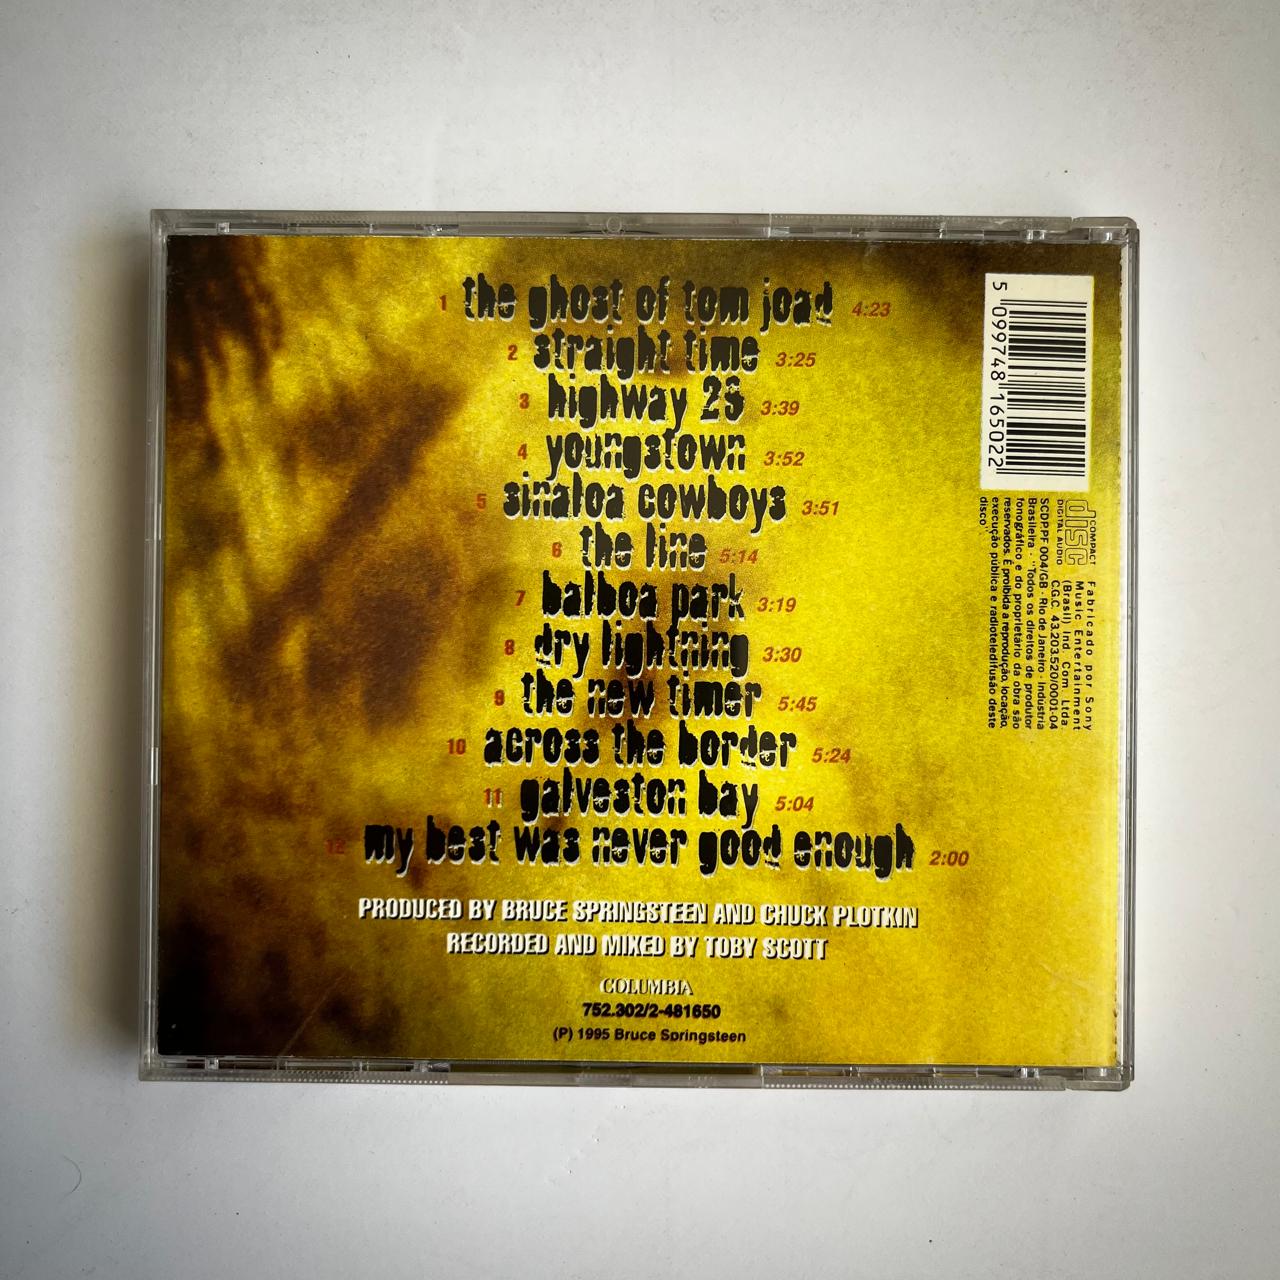 1 the ghost of tom joad 4:23
2 straight time 3:25
3 highway 29 3:39
4 youngstown 3:52
5 sinaloa cowboys 3:51
6 the line 5:14
7 balboa park 3:19
8 dry lightning 3:30
9 the new timer 5:45
10 across the border 5:24
11 galveston bay 5:04
12 my best was never good enough 2:00
PRODUCED BY BRUCE SPRINGSTEEN AND CHUCK PLOTKIN
RECORDED AND MIXED BY TOBY SCOTT
COLUMBIA
752.302/2-481650
(P) 1995 Bruce Springsteen
5 099748 165022
COMPACT
disc
DIGITAL AUDIO
Fabricado por Sony
Music Entertainment
(Brasil) Ind. Com. Ltda.
C.G.C. 43.203.520/0001-04
SCDP.PF 004/GB - Rio de Janeiro - Indústria
Brasileira - "Todos os direitos de produtor
fonográfico e do proprietário da obra são
reservados. É proibida a reprodução, locação,
execução pública e radioteledifusão deste
disco".